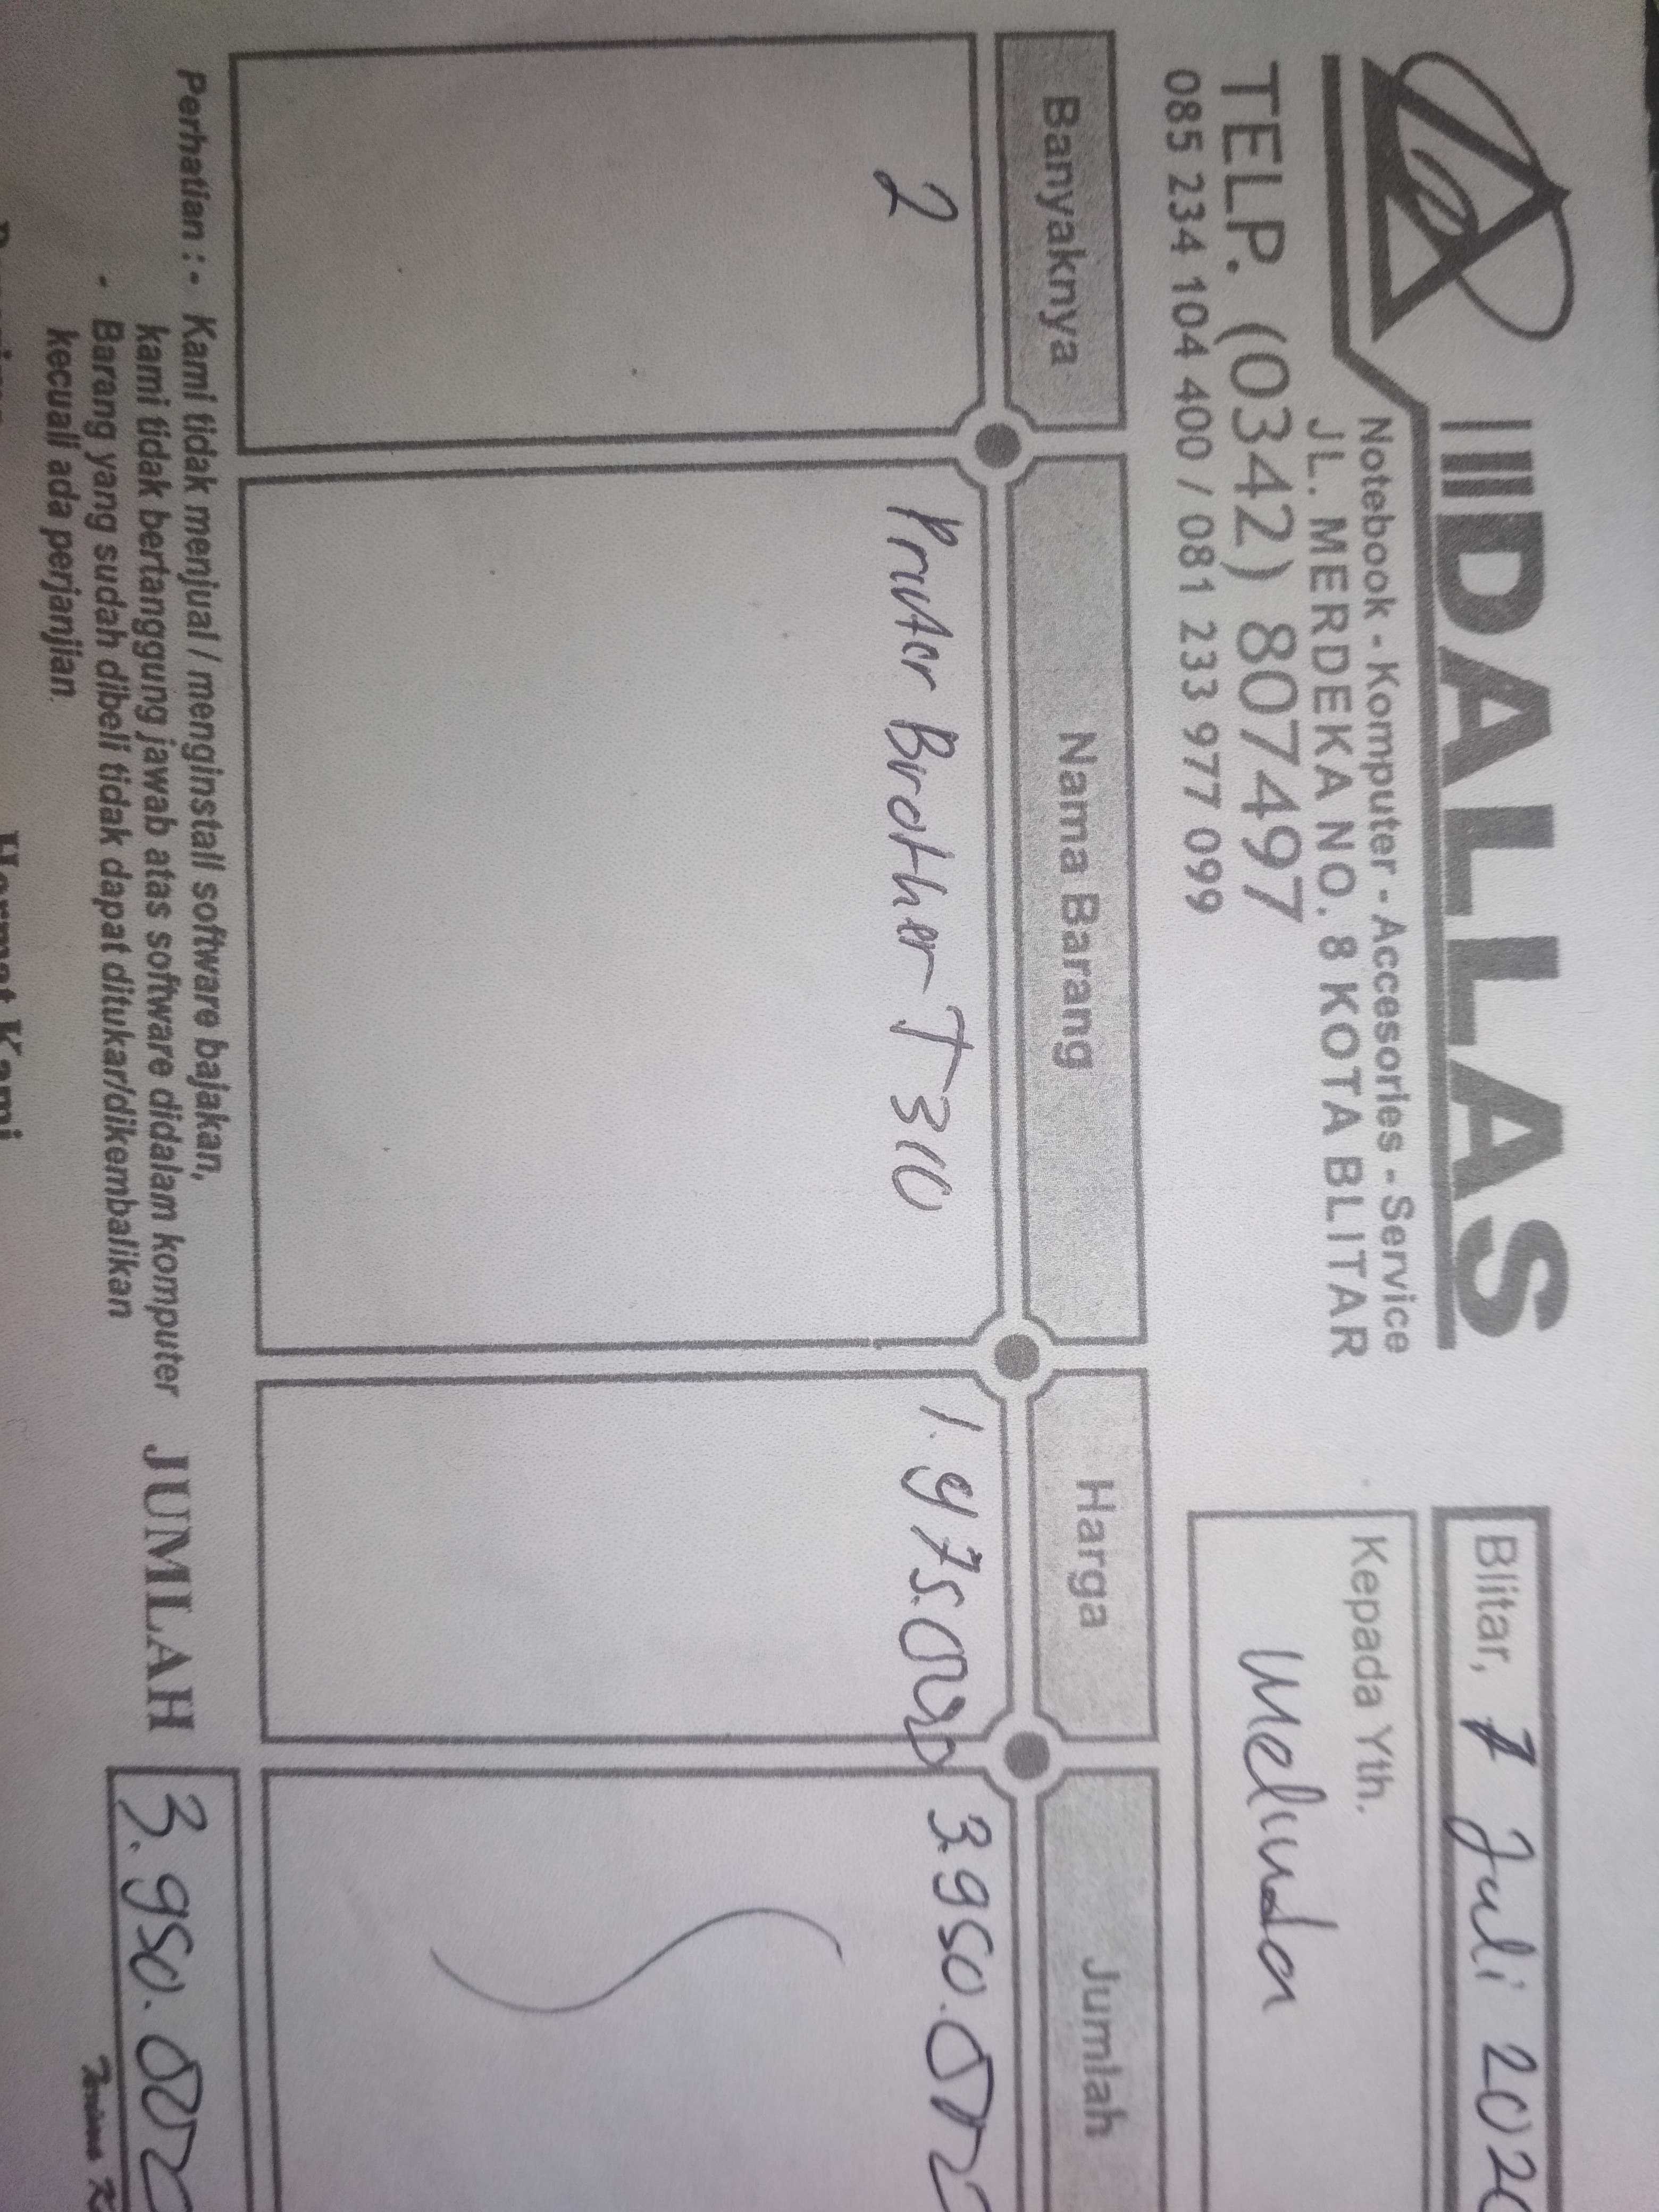 DALLAS
Notebook - Komputer - Accesories - Service
JL. MERDEKA NO. 8 KOTA BLITAR
TELP. (0342) 807497
085 234 104 400 / 081 233 977 099
Blitar, 7 Juli 202
Kepada Yth.
Melinda
Banyaknya Nama Barang Harga Jumlah
2 Printer Brother T310 1.975.000 3.950.000
Perhatian : - Kami tidak menjual / menginstall software bajakan,
kami tidak bertanggung jawab atas software didalam komputer
- Barang yang sudah dibeli tidak dapat ditukar/dikembalikan
kecuali ada perjanjian.
JUMLAH 3.950.000
Hormat Kami